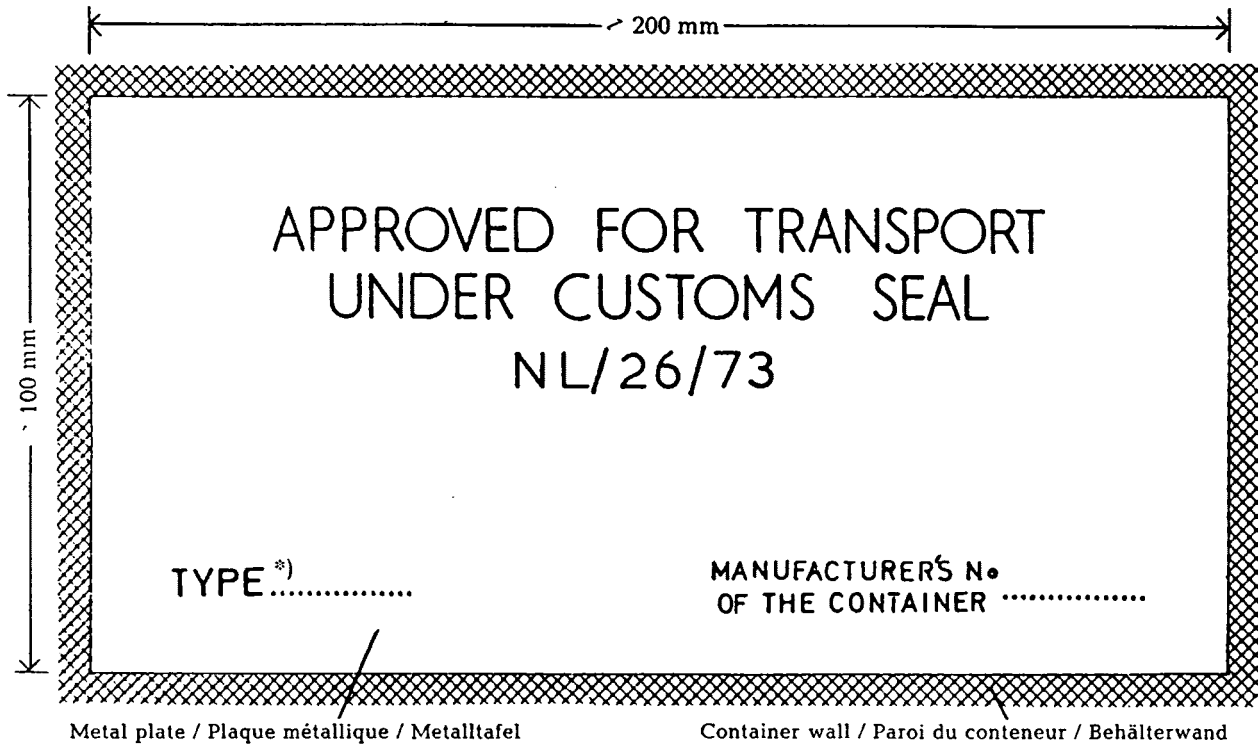 ~ 200 mm
~ 100 mm
APPROVED FOR TRANSPORT
UNDER CUSTOMS SEAL
NL/26/73
TYPE*)...............
MANUFACTURER'S No
OF THE CONTAINER ...............
Metal plate / Plaque métallique / Metalltafel
Container wall / Paroi du conteneur / Behälterwand